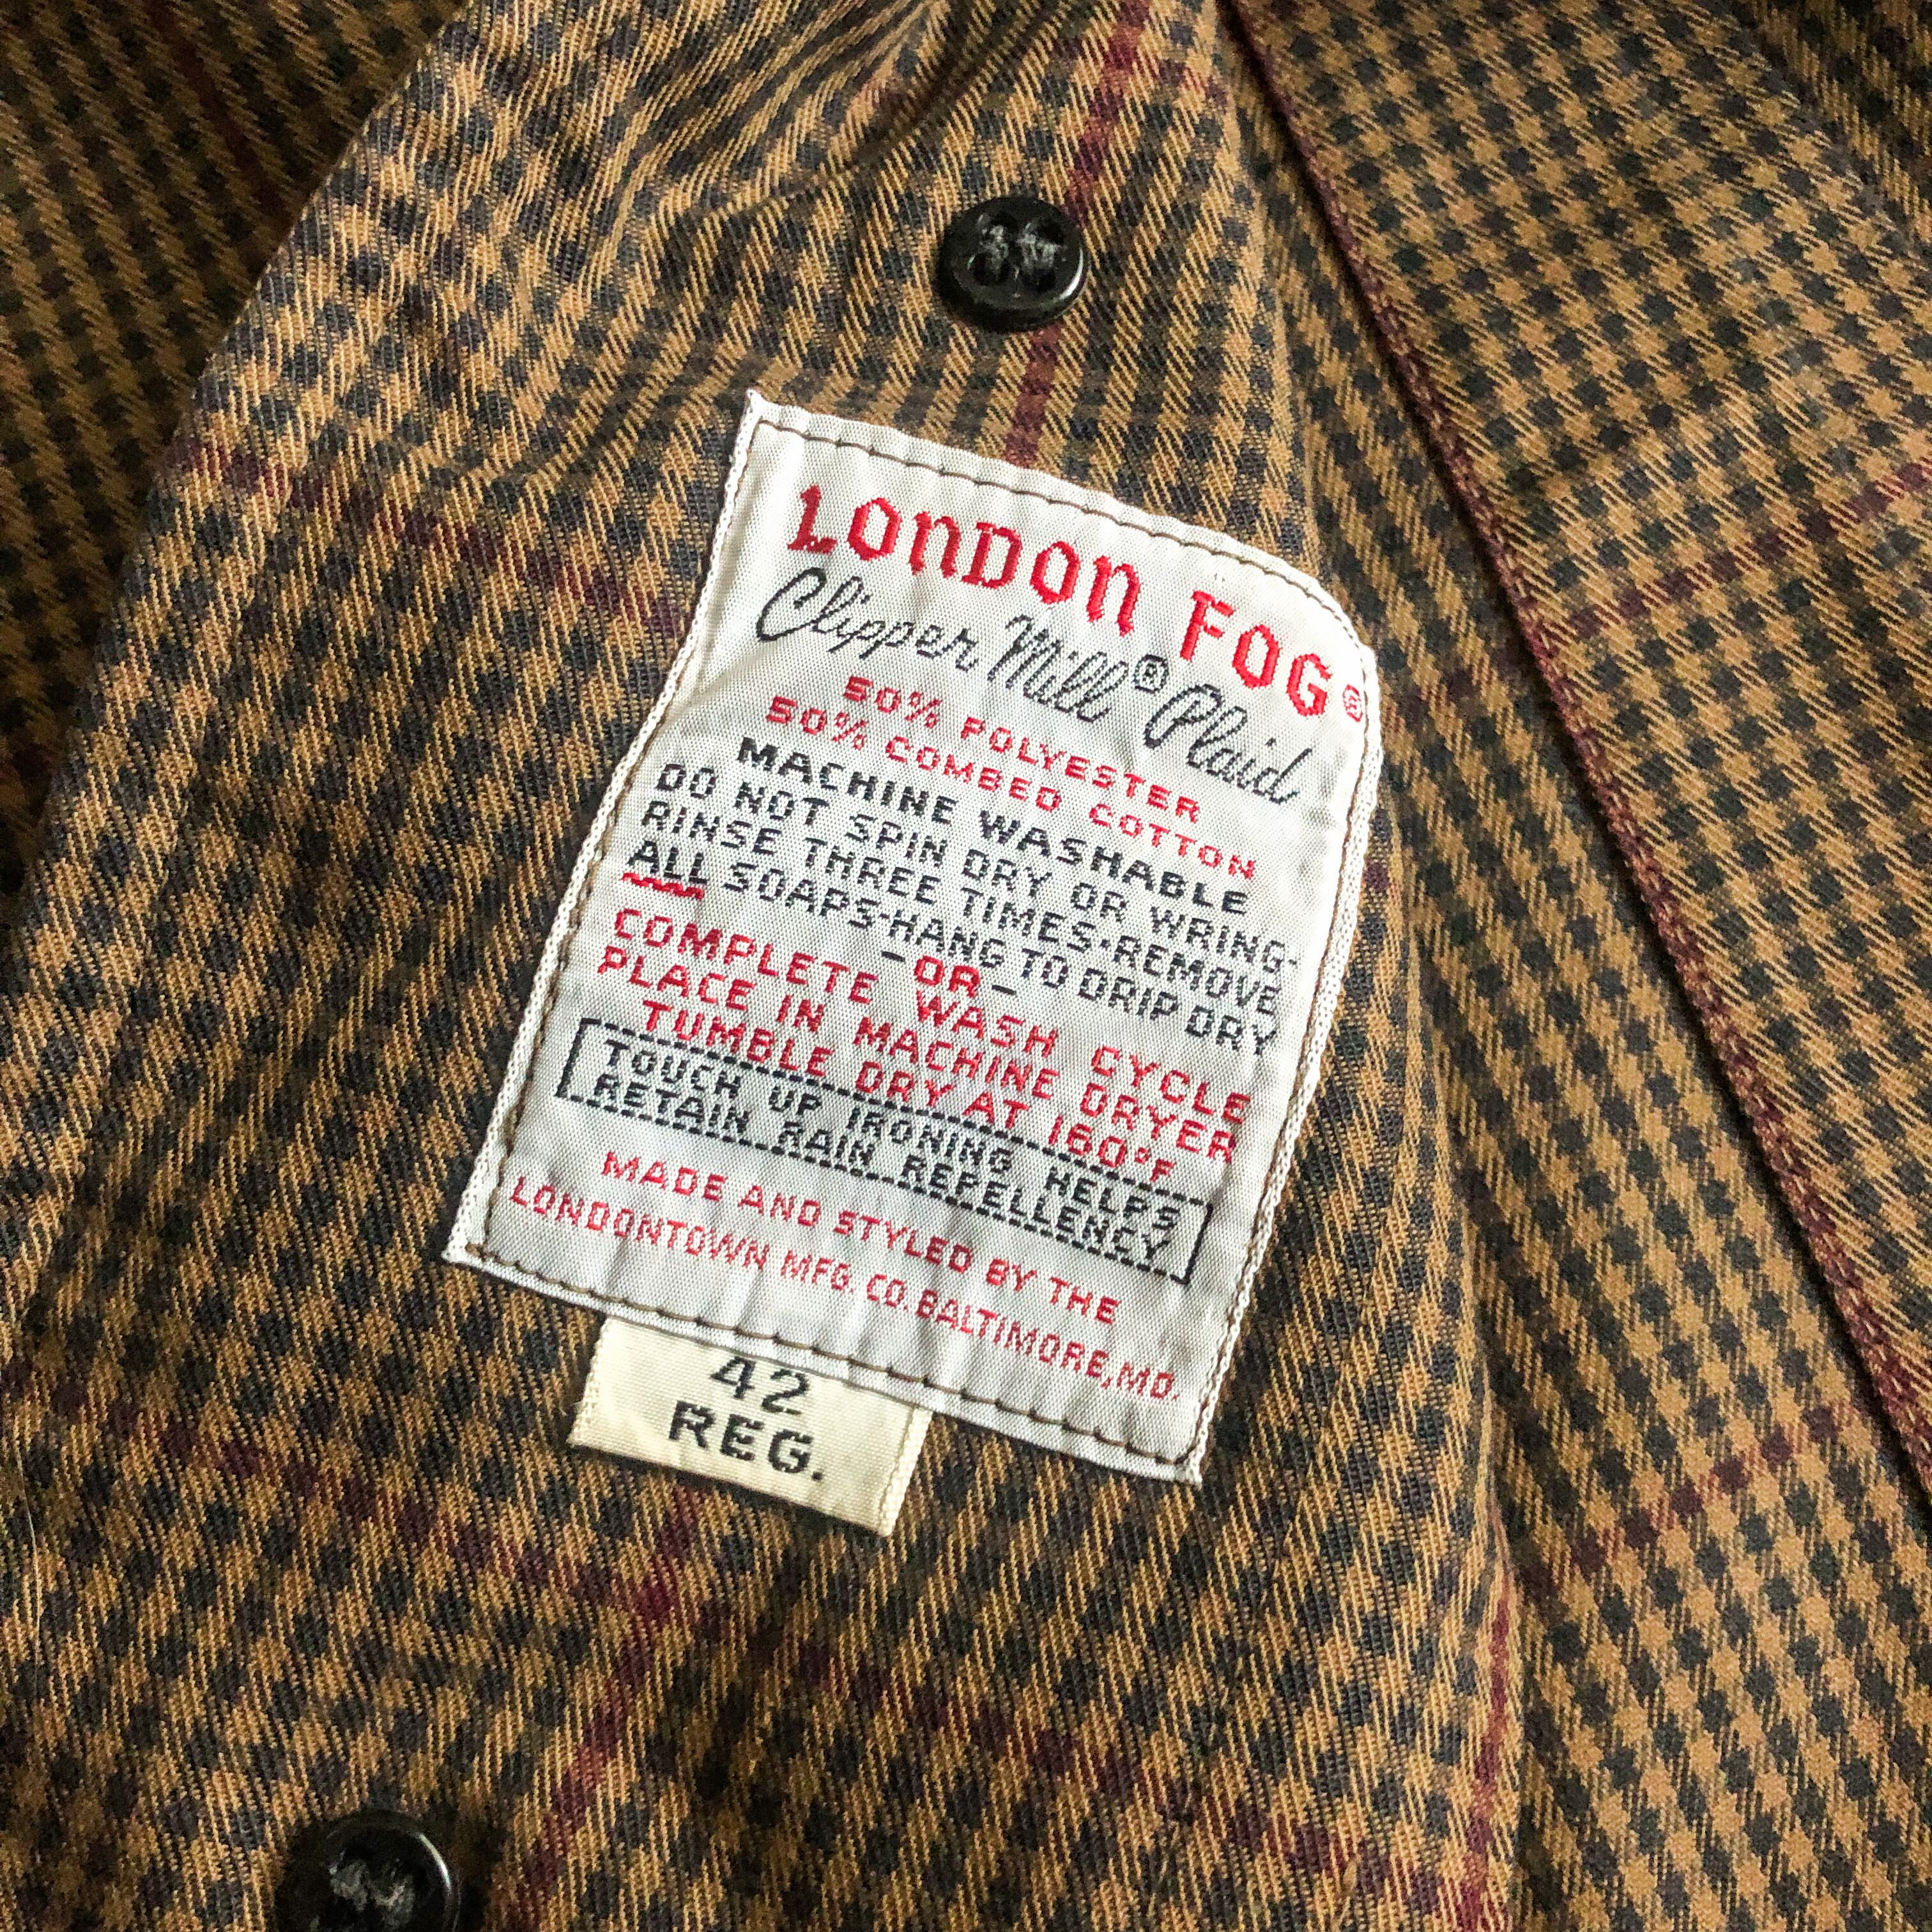 LONDON FOG®
Clipper Mill® Plaid
50% POLYESTER
50% COMBED COTTON
MACHINE WASHABLE
DO NOT SPIN DRY OR WRING-
RINSE THREE TIMES-REMOVE
ALL SOAPS-HANG TO DRIP DRY
-OR-
COMPLETE WASH CYCLE
PLACE IN MACHINE DRYER
TUMBLE DRY AT 160°F
TOUCH UP IRONING HELPS
RETAIN RAIN REPELLENCY
MADE AND STYLED BY THE
LONDONTOWN MFG. CO. BALTIMORE, MD.
42
REG.